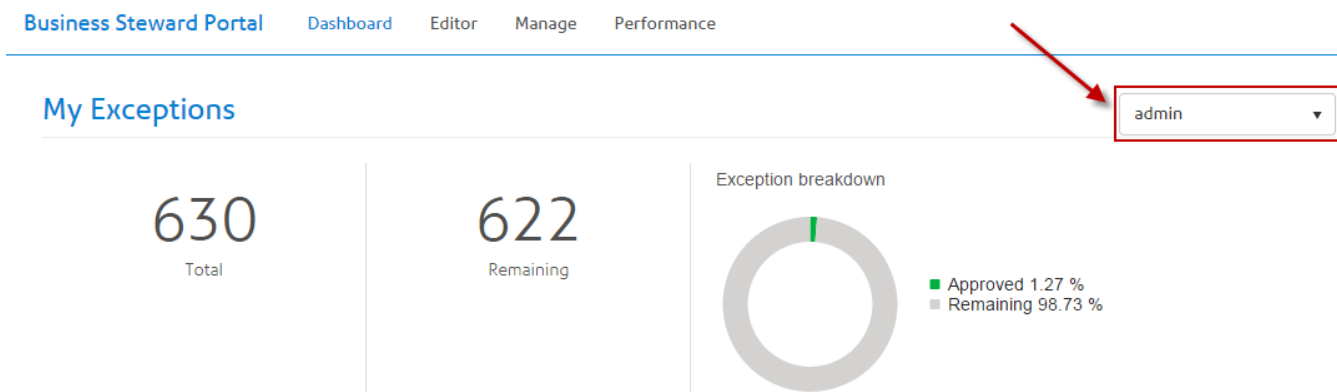 Business Steward Portal Dashboard Editor Manage Performance
My Exceptions
admin
630
Total
622
Remaining
Exception breakdown
Approved 1.27 %
Remaining 98.73 %